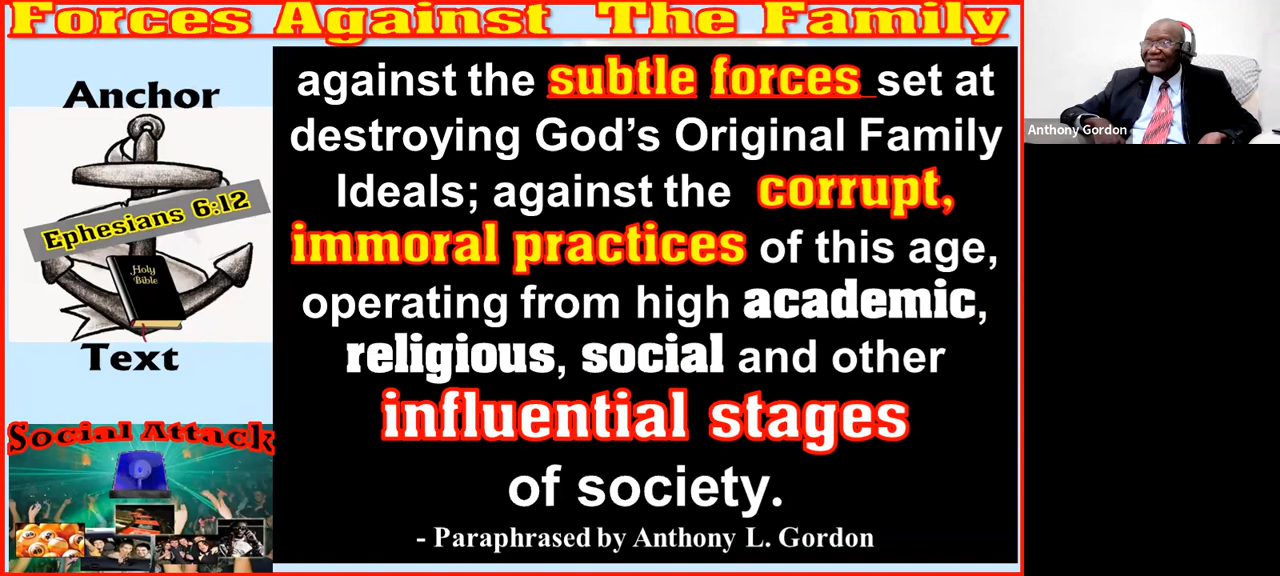 Forces Against The Family
Anchor
Ephesians 6:12
Holy
Bible
Text
Social Attack
against the subtle forces set at
destroying God's Original Family
Ideals; against the corrupt,
immoral practices of this age,
operating from high academic,
religious, social and other
influential stages
of society.
- Paraphrased by Anthony L. Gordon
Anthony Gordon